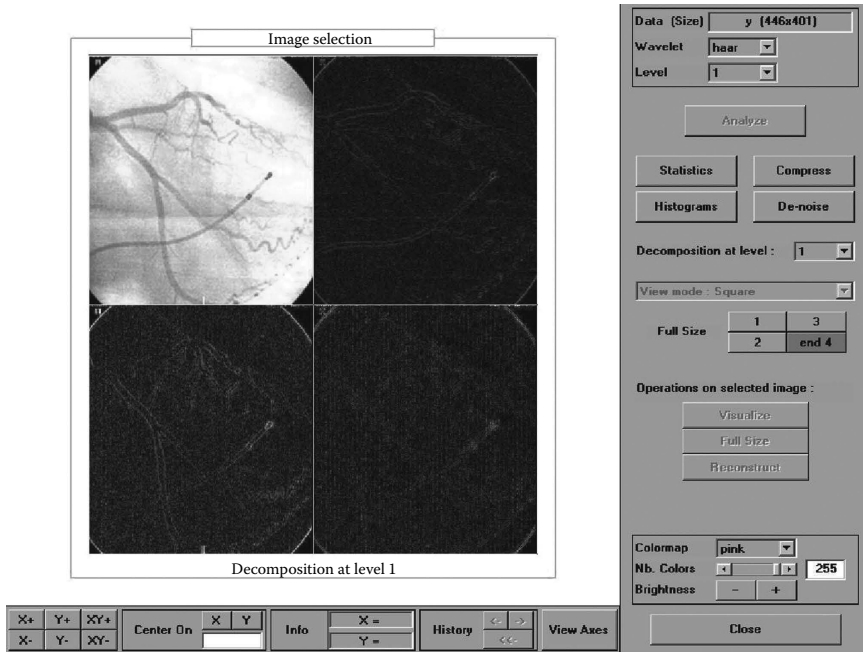 Image selection
Decomposition at level 1
Data (Size) y (446x401)
Wavelet haar
Level 1
Analyze
Statistics Compress
Histograms De-noise
Decomposition at level : 1
View mode : Square
Full Size 1 3
2 end 4
Operations on selected image :
Visualize
Full Size
Reconstruct
Colormap pink
Nb. Colors 255
Brightness - +
Close
X+ Y+ XY+ Center On X Y Info X = History <- -> View Axes
X- Y- XY- Y = <<-